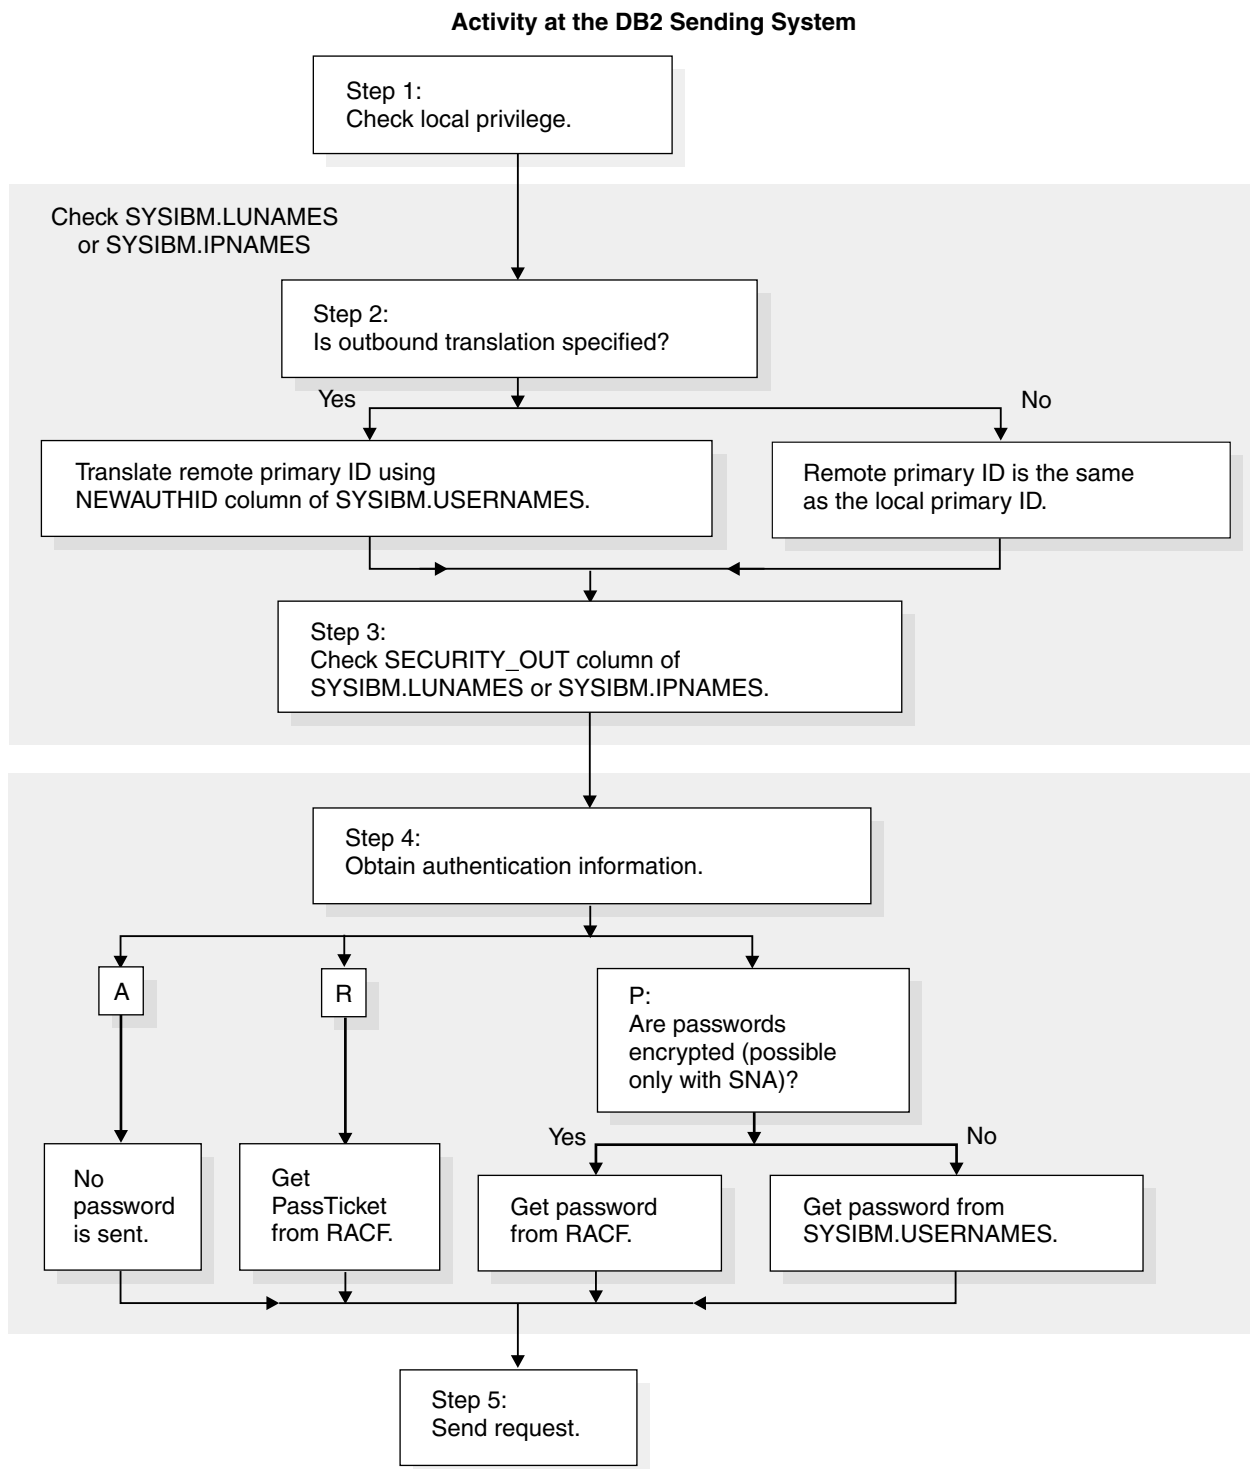 Activity at the DB2 Sending System
Step 1:
Check local privilege.
Check SYSIBM.LUNAMES
or SYSIBM.IPNAMES
Step 2:
Is outbound translation specified?
Yes
No
Translate remote primary ID using
NEWAUTHID column of SYSIBM.USERNAMES.
Remote primary ID is the same
as the local primary ID.
Step 3:
Check SECURITY_OUT column of
SYSIBM.LUNAMES or SYSIBM.IPNAMES.
Step 4:
Obtain authentication information.
A
R
P:
Are passwords
encrypted (possible
only with SNA)?
Yes
No
No
password
is sent.
Get
PassTicket
from RACF.
Get password
from RACF.
Get password from
SYSIBM.USERNAMES.
Step 5:
Send request.